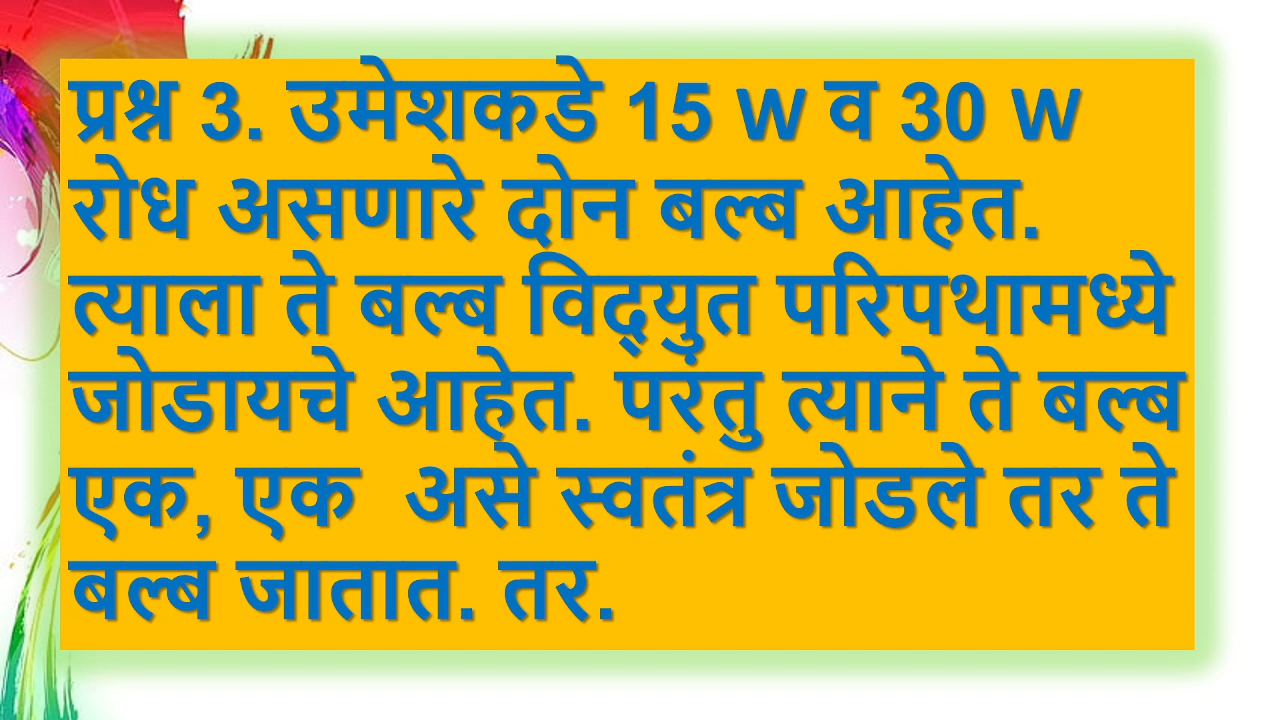 प्रश्न 3. उमेशकडे 15 W व 30 W
रोध असणारे दोन बल्ब आहेत.
त्याला ते बल्ब विद्युत परिपथामध्ये
जोडायचे आहेत. परंतु त्याने ते बल्ब
एक, एक असे स्वतंत्र जोडले तर ते
बल्ब जातात. तर.